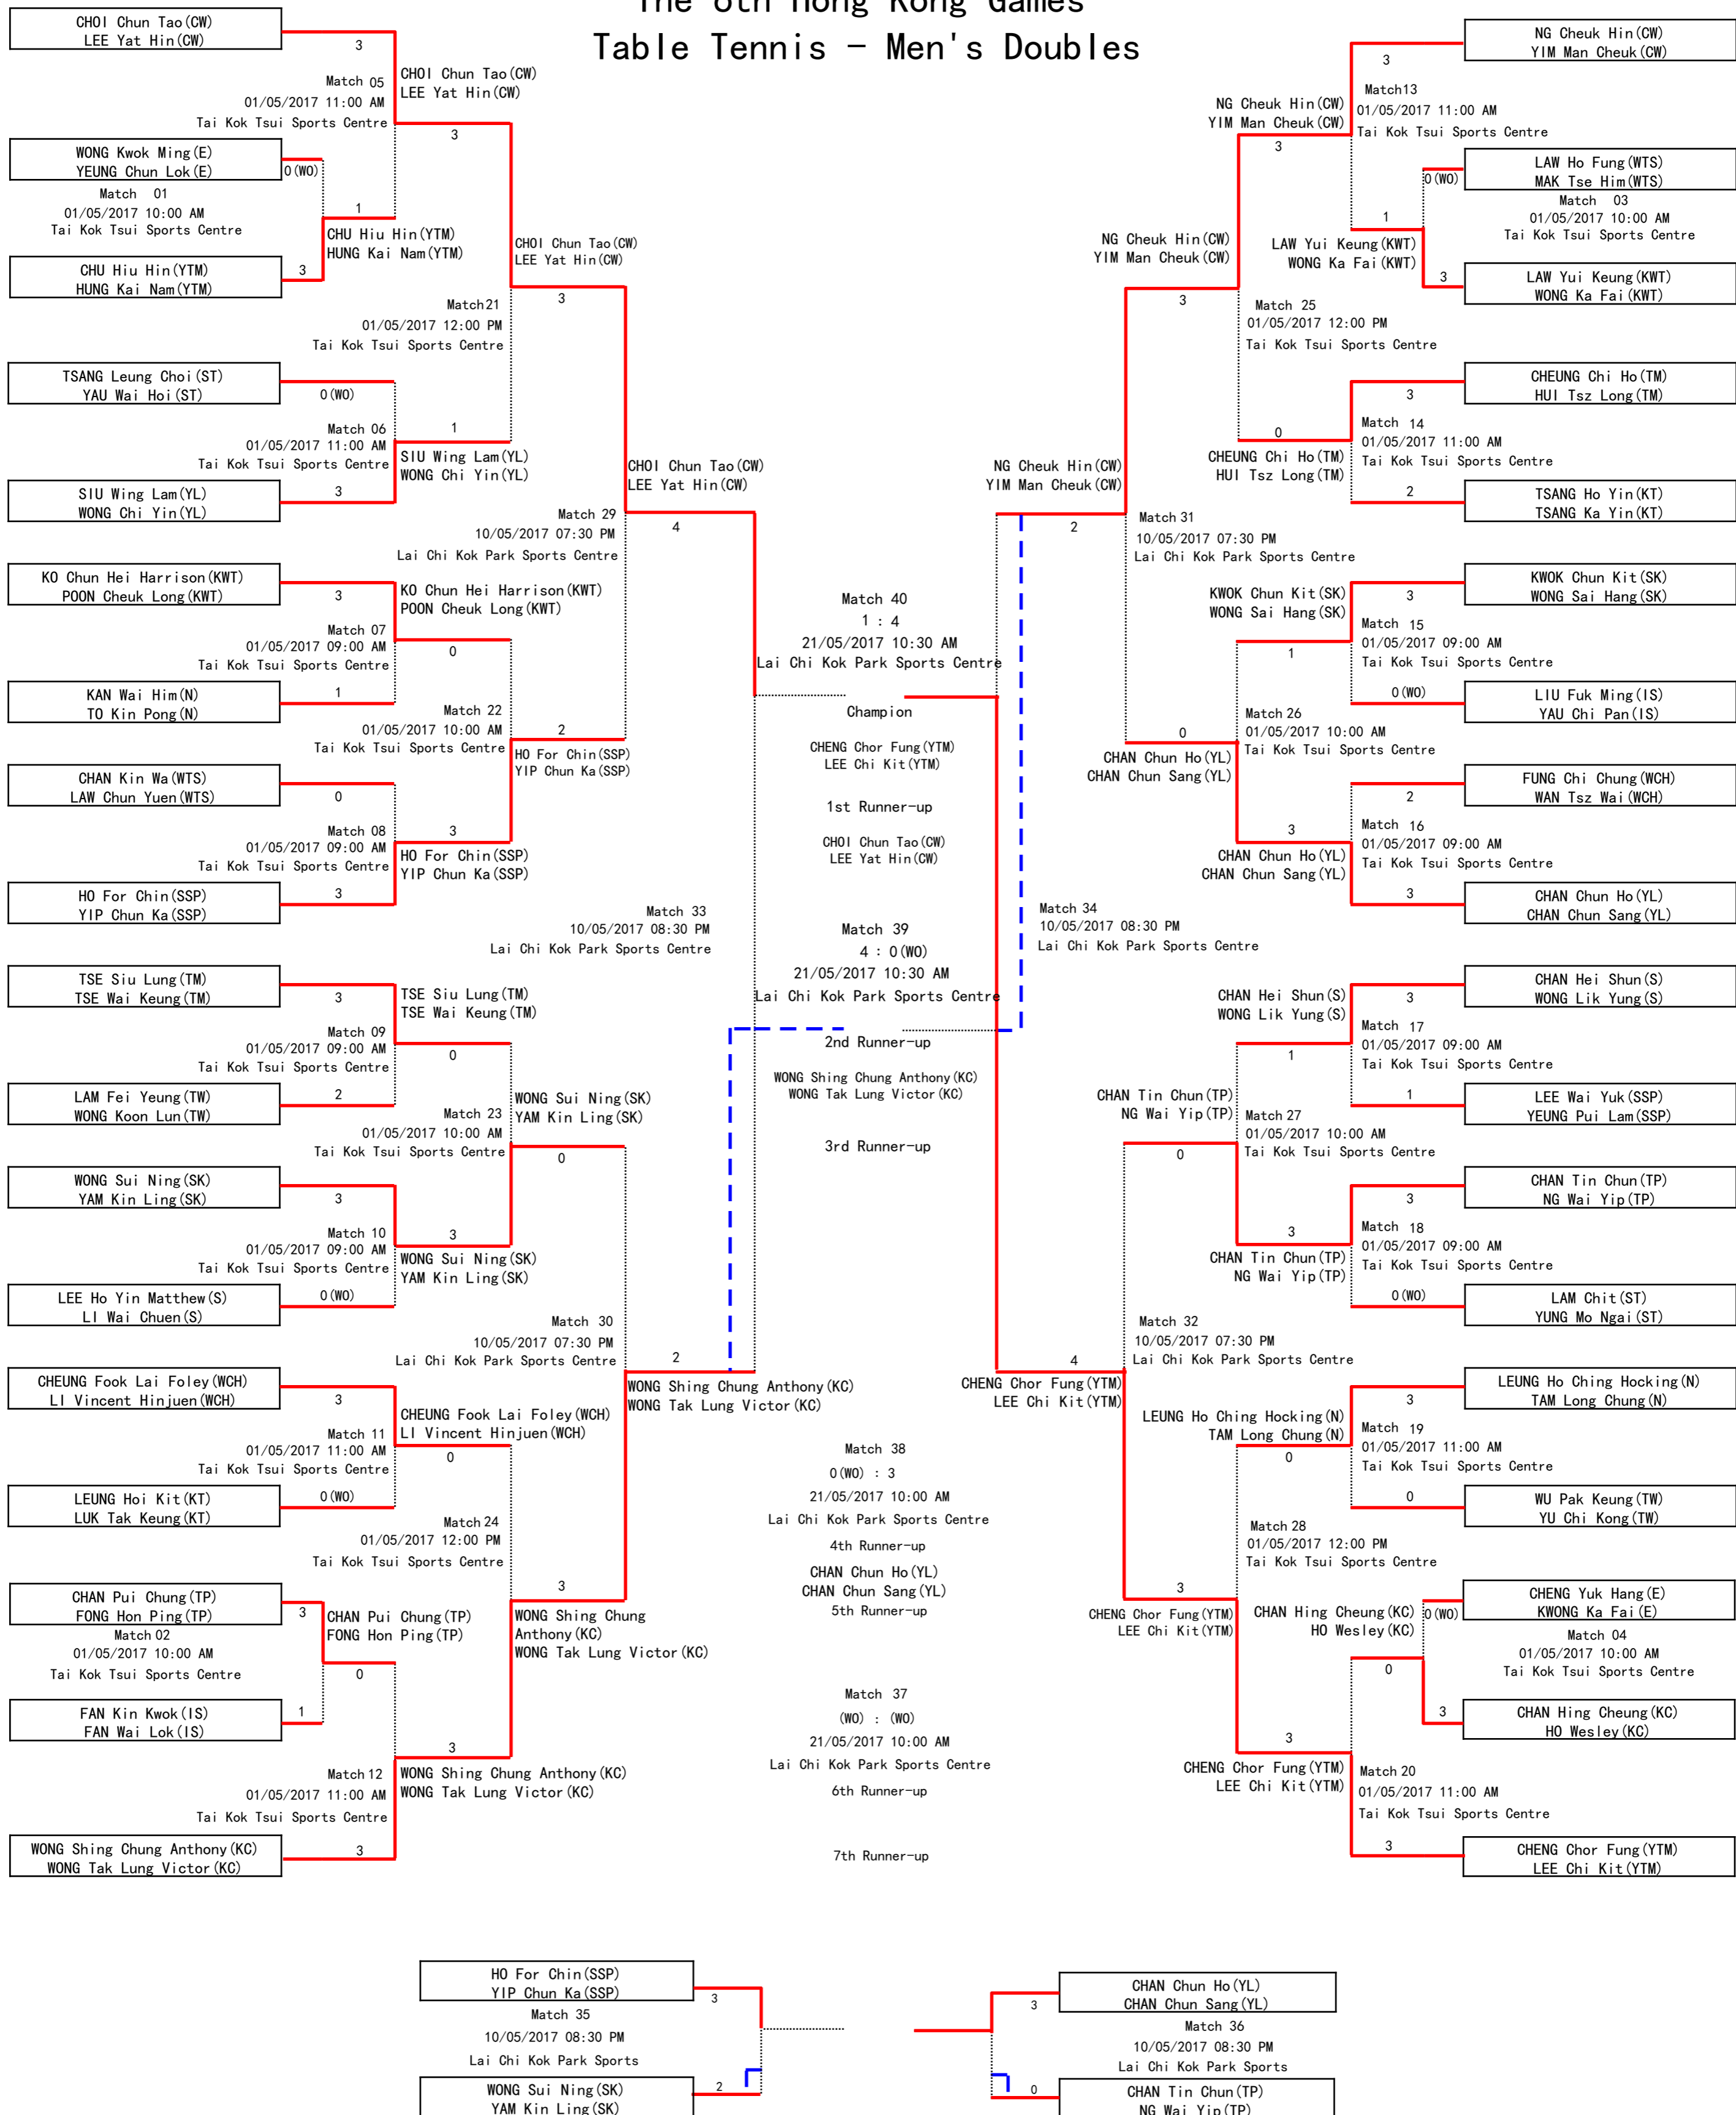 The 6th Hong Kong Games
Table Tennis - Men's Doubles
CHOI Chun Tao(CW)
LEE Yat Hin(CW)
3
Match 05
01/05/2017 11:00 AM
Tai Kok Tsui Sports Centre
CHOI Chun Tao(CW)
LEE Yat Hin(CW)
3
WONG Kwok Ming(E)
YEUNG Chun Lok(E)
0(WO)
Match 01
01/05/2017 10:00 AM
Tai Kok Tsui Sports Centre
1
CHU Hiu Hin(YTM)
HUNG Kai Nam(YTM)
CHU Hiu Hin(YTM)
HUNG Kai Nam(YTM)
3
CHOI Chun Tao(CW)
LEE Yat Hin(CW)
3
Match21
01/05/2017 12:00 PM
Tai Kok Tsui Sports Centre
TSANG Leung Choi(ST)
YAU Wai Hoi(ST)
0(WO)
Match 06
01/05/2017 11:00 AM
Tai Kok Tsui Sports Centre
1
SIU Wing Lam(YL)
WONG Chi Yin(YL)
SIU Wing Lam(YL)
WONG Chi Yin(YL)
3
CHOI Chun Tao(CW)
LEE Yat Hin(CW)
4
Match 29
10/05/2017 07:30 PM
Lai Chi Kok Park Sports Centre
KO Chun Hei Harrison(KWT)
POON Cheuk Long(KWT)
3
KO Chun Hei Harrison(KWT)
POON Cheuk Long(KWT)
0
Match 07
01/05/2017 09:00 AM
Tai Kok Tsui Sports Centre
KAN Wai Him(N)
TO Kin Pong(N)
1
Match 22
01/05/2017 10:00 AM
Tai Kok Tsui Sports Centre
2
HO For Chin(SSP)
YIP Chun Ka(SSP)
CHAN Kin Wa(WTS)
LAW Chun Yuen(WTS)
0
Match 08
01/05/2017 09:00 AM
Tai Kok Tsui Sports Centre
3
HO For Chin(SSP)
YIP Chun Ka(SSP)
HO For Chin(SSP)
YIP Chun Ka(SSP)
3
Match 33
10/05/2017 08:30 PM
Lai Chi Kok Park Sports Centre
TSE Siu Lung(TM)
TSE Wai Keung(TM)
3
TSE Siu Lung(TM)
TSE Wai Keung(TM)
0
Match 09
01/05/2017 09:00 AM
Tai Kok Tsui Sports Centre
LAM Fei Yeung(TW)
WONG Koon Lun(TW)
2
Match 23
01/05/2017 10:00 AM
Tai Kok Tsui Sports Centre
WONG Sui Ning(SK)
YAM Kin Ling(SK)
0
WONG Sui Ning(SK)
YAM Kin Ling(SK)
3
Match 10
01/05/2017 09:00 AM
Tai Kok Tsui Sports Centre
3
WONG Sui Ning(SK)
YAM Kin Ling(SK)
LEE Ho Yin Matthew(S)
LI Wai Chuen(S)
0(WO)
Match 30
10/05/2017 07:30 PM
Lai Chi Kok Park Sports Centre
2
WONG Shing Chung Anthony(KC)
WONG Tak Lung Victor(KC)
CHEUNG Fook Lai Foley(WCH)
LI Vincent Hinjuen(WCH)
3
CHEUNG Fook Lai Foley(WCH)
LI Vincent Hinjuen(WCH)
0
Match 11
01/05/2017 11:00 AM
Tai Kok Tsui Sports Centre
LEUNG Hoi Kit(KT)
LUK Tak Keung(KT)
0(WO)
Match 24
01/05/2017 12:00 PM
Tai Kok Tsui Sports Centre
3
WONG Shing Chung
Anthony(KC)
WONG Tak Lung Victor(KC)
CHAN Pui Chung(TP)
FONG Hon Ping(TP)
3
CHAN Pui Chung(TP)
FONG Hon Ping(TP)
0
Match 02
01/05/2017 10:00 AM
Tai Kok Tsui Sports Centre
FAN Kin Kwok(IS)
FAN Wai Lok(IS)
1
3
WONG Shing Chung Anthony(KC)
WONG Tak Lung Victor(KC)
Match 12
01/05/2017 11:00 AM
Tai Kok Tsui Sports Centre
WONG Shing Chung Anthony(KC)
WONG Tak Lung Victor(KC)
3
Match 40
1 : 4
21/05/2017 10:30 AM
Lai Chi Kok Park Sports Centre
Champion
CHENG Chor Fung(YTM)
LEE Chi Kit(YTM)
1st Runner-up
CHOI Chun Tao(CW)
LEE Yat Hin(CW)
Match 39
4 : 0(WO)
21/05/2017 10:30 AM
Lai Chi Kok Park Sports Centre
2nd Runner-up
WONG Shing Chung Anthony(KC)
WONG Tak Lung Victor(KC)
3rd Runner-up
Match 38
0(WO) : 3
21/05/2017 10:00 AM
Lai Chi Kok Park Sports Centre
4th Runner-up
CHAN Chun Ho(YL)
CHAN Chun Sang(YL)
5th Runner-up
Match 37
(WO) : (WO)
21/05/2017 10:00 AM
Lai Chi Kok Park Sports Centre
6th Runner-up
7th Runner-up
NG Cheuk Hin(CW)
YIM Man Cheuk(CW)
3
Match13
01/05/2017 11:00 AM
Tai Kok Tsui Sports Centre
NG Cheuk Hin(CW)
YIM Man Cheuk(CW)
3
LAW Ho Fung(WTS)
MAK Tse Him(WTS)
0(WO)
Match 03
01/05/2017 10:00 AM
Tai Kok Tsui Sports Centre
1
LAW Yui Keung(KWT)
WONG Ka Fai(KWT)
LAW Yui Keung(KWT)
WONG Ka Fai(KWT)
3
NG Cheuk Hin(CW)
YIM Man Cheuk(CW)
3
Match 25
01/05/2017 12:00 PM
Tai Kok Tsui Sports Centre
CHEUNG Chi Ho(TM)
HUI Tsz Long(TM)
3
Match 14
01/05/2017 11:00 AM
Tai Kok Tsui Sports Centre
0
CHEUNG Chi Ho(TM)
HUI Tsz Long(TM)
TSANG Ho Yin(KT)
TSANG Ka Yin(KT)
2
NG Cheuk Hin(CW)
YIM Man Cheuk(CW)
2
Match 31
10/05/2017 07:30 PM
Lai Chi Kok Park Sports Centre
KWOK Chun Kit(SK)
WONG Sai Hang(SK)
3
KWOK Chun Kit(SK)
WONG Sai Hang(SK)
1
Match 15
01/05/2017 09:00 AM
Tai Kok Tsui Sports Centre
LIU Fuk Ming(IS)
YAU Chi Pan(IS)
0(WO)
Match 26
01/05/2017 10:00 AM
Tai Kok Tsui Sports Centre
0
CHAN Chun Ho(YL)
CHAN Chun Sang(YL)
FUNG Chi Chung(WCH)
WAN Tsz Wai(WCH)
2
Match 16
01/05/2017 09:00 AM
Tai Kok Tsui Sports Centre
3
CHAN Chun Ho(YL)
CHAN Chun Sang(YL)
CHAN Chun Ho(YL)
CHAN Chun Sang(YL)
3
Match 34
10/05/2017 08:30 PM
Lai Chi Kok Park Sports Centre
CHAN Hei Shun(S)
WONG Lik Yung(S)
3
CHAN Hei Shun(S)
WONG Lik Yung(S)
1
Match 17
01/05/2017 09:00 AM
Tai Kok Tsui Sports Centre
LEE Wai Yuk(SSP)
YEUNG Pui Lam(SSP)
1
CHAN Tin Chun(TP)
NG Wai Yip(TP)
0
Match 27
01/05/2017 10:00 AM
Tai Kok Tsui Sports Centre
CHAN Tin Chun(TP)
NG Wai Yip(TP)
3
Match 18
01/05/2017 09:00 AM
Tai Kok Tsui Sports Centre
3
CHAN Tin Chun(TP)
NG Wai Yip(TP)
LAM Chit(ST)
YUNG Mo Ngai(ST)
0(WO)
Match 32
10/05/2017 07:30 PM
Lai Chi Kok Park Sports Centre
4
CHENG Chor Fung(YTM)
LEE Chi Kit(YTM)
LEUNG Ho Ching Hocking(N)
TAM Long Chung(N)
3
LEUNG Ho Ching Hocking(N)
TAM Long Chung(N)
0
Match 19
01/05/2017 11:00 AM
Tai Kok Tsui Sports Centre
WU Pak Keung(TW)
YU Chi Kong(TW)
0
Match 28
01/05/2017 12:00 PM
Tai Kok Tsui Sports Centre
3
CHENG Chor Fung(YTM)
LEE Chi Kit(YTM)
CHENG Yuk Hang(E)
KWONG Ka Fai(E)
0(WO)
CHAN Hing Cheung(KC)
HO Wesley(KC)
0
Match 04
01/05/2017 10:00 AM
Tai Kok Tsui Sports Centre
CHAN Hing Cheung(KC)
HO Wesley(KC)
3
3
CHENG Chor Fung(YTM)
LEE Chi Kit(YTM)
Match 20
01/05/2017 11:00 AM
Tai Kok Tsui Sports Centre
CHENG Chor Fung(YTM)
LEE Chi Kit(YTM)
3
HO For Chin(SSP)
YIP Chun Ka(SSP)
3
Match 35
10/05/2017 08:30 PM
Lai Chi Kok Park Sports
WONG Sui Ning(SK)
YAM Kin Ling(SK)
2
CHAN Chun Ho(YL)
CHAN Chun Sang(YL)
3
Match 36
10/05/2017 08:30 PM
Lai Chi Kok Park Sports
CHAN Tin Chun(TP)
NG Wai Yip(TP)
0